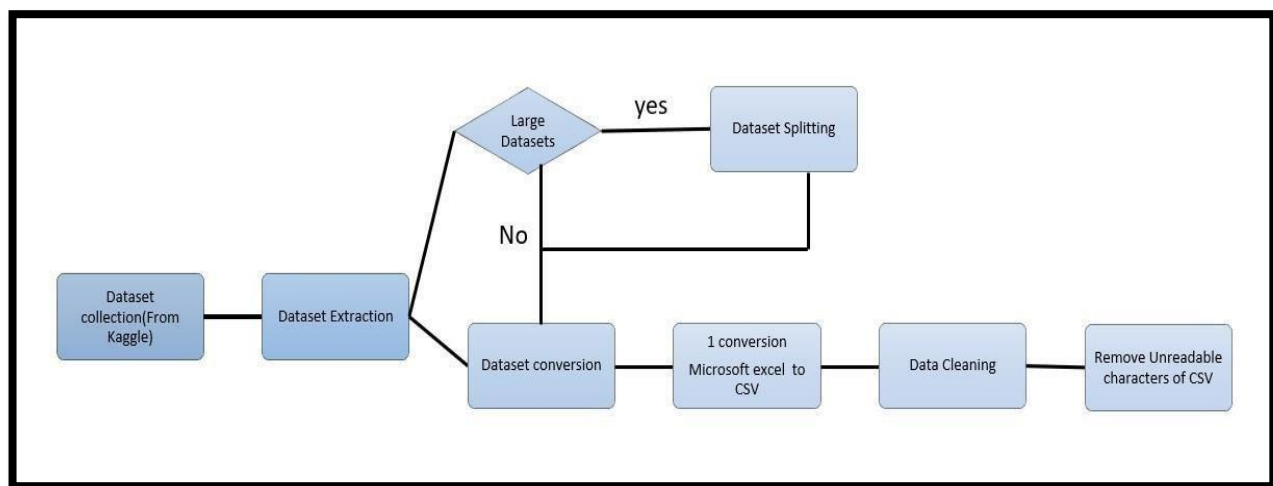 Large
Datasets
yes
Dataset Splitting
No
Dataset
collection(From
Kaggle)
Dataset Extraction
Dataset conversion
1 conversion
Microsoft excel to
CSV
Data Cleaning
Remove Unreadable
characters of CSV